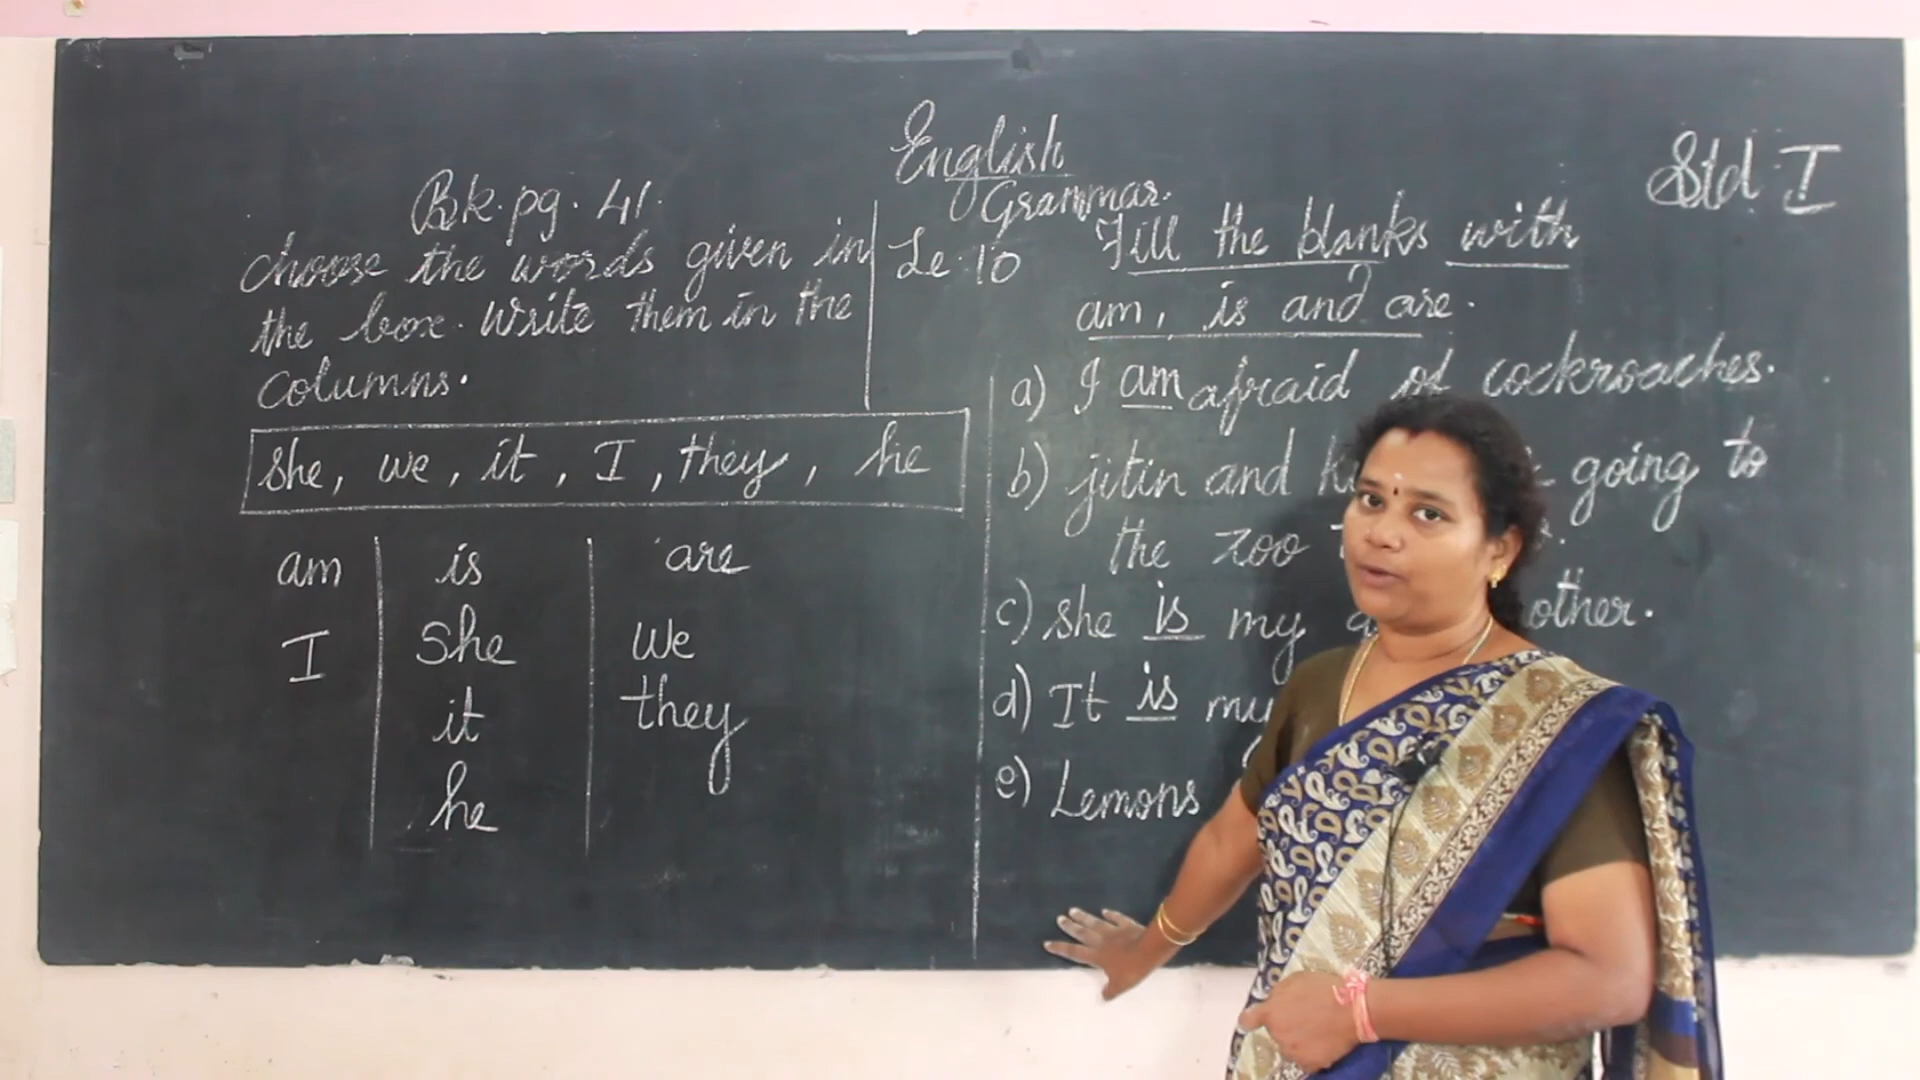 English
Grammar.
Std I
Bk. pg. 41.
choose the words given in
the box. Write them in the
columns.
she, we, it, I, they, he
am is are
I She we
it they
he
Le. 10 Fill the blanks with
am, is and are.
a) I am afraid of cockroaches.
b) jitin and going to
the zoo
c) she is my other.
d) It is my
e) Lemons